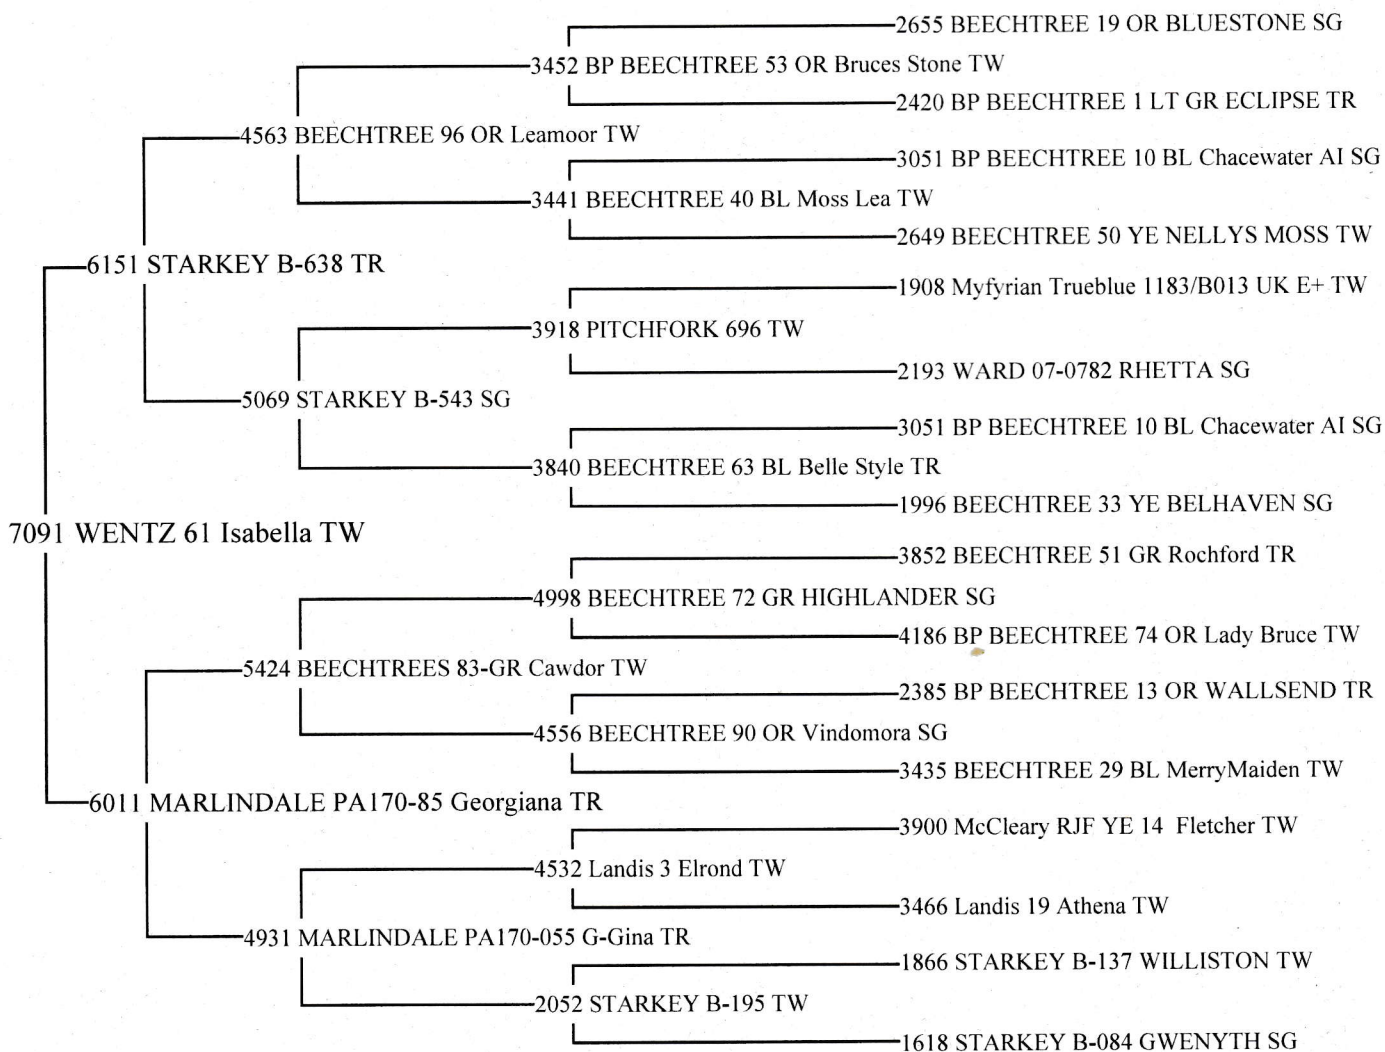 2655 BEECHTREE 19 OR BLUESTONE SG
3452 BP BEECHTREE 53 OR Bruces Stone TW
2420 BP BEECHTREE 1 LT GR ECLIPSE TR
4563 BEECHTREE 96 OR Leamoor TW
3051 BP BEECHTREE 10 BL Chacewater AI SG
3441 BEECHTREE 40 BL Moss Lea TW
2649 BEECHTREE 50 YE NELLYS MOSS TW
6151 STARKEY B-638 TR
1908 Myfyrian Trueblue 1183/B013 UK E+ TW
3918 PITCHFORK 696 TW
2193 WARD 07-0782 RHETTA SG
5069 STARKEY B-543 SG
3051 BP BEECHTREE 10 BL Chacewater AI SG
3840 BEECHTREE 63 BL Belle Style TR
1996 BEECHTREE 33 YE BELHAVEN SG
7091 WENTZ 61 Isabella TW
3852 BEECHTREE 51 GR Rochford TR
4998 BEECHTREE 72 GR HIGHLANDER SG
4186 BP BEECHTREE 74 OR Lady Bruce TW
5424 BEECHTREES 83-GR Cawdor TW
2385 BP BEECHTREE 13 OR WALLSEND TR
4556 BEECHTREE 90 OR Vindomora SG
3435 BEECHTREE 29 BL MerryMaiden TW
6011 MARLINDALE PA170-85 Georgiana TR
3900 McCleary RJF YE 14 Fletcher TW
4532 Landis 3 Elrond TW
3466 Landis 19 Athena TW
4931 MARLINDALE PA170-055 G-Gina TR
1866 STARKEY B-137 WILLISTON TW
2052 STARKEY B-195 TW
1618 STARKEY B-084 GWENYTH SG